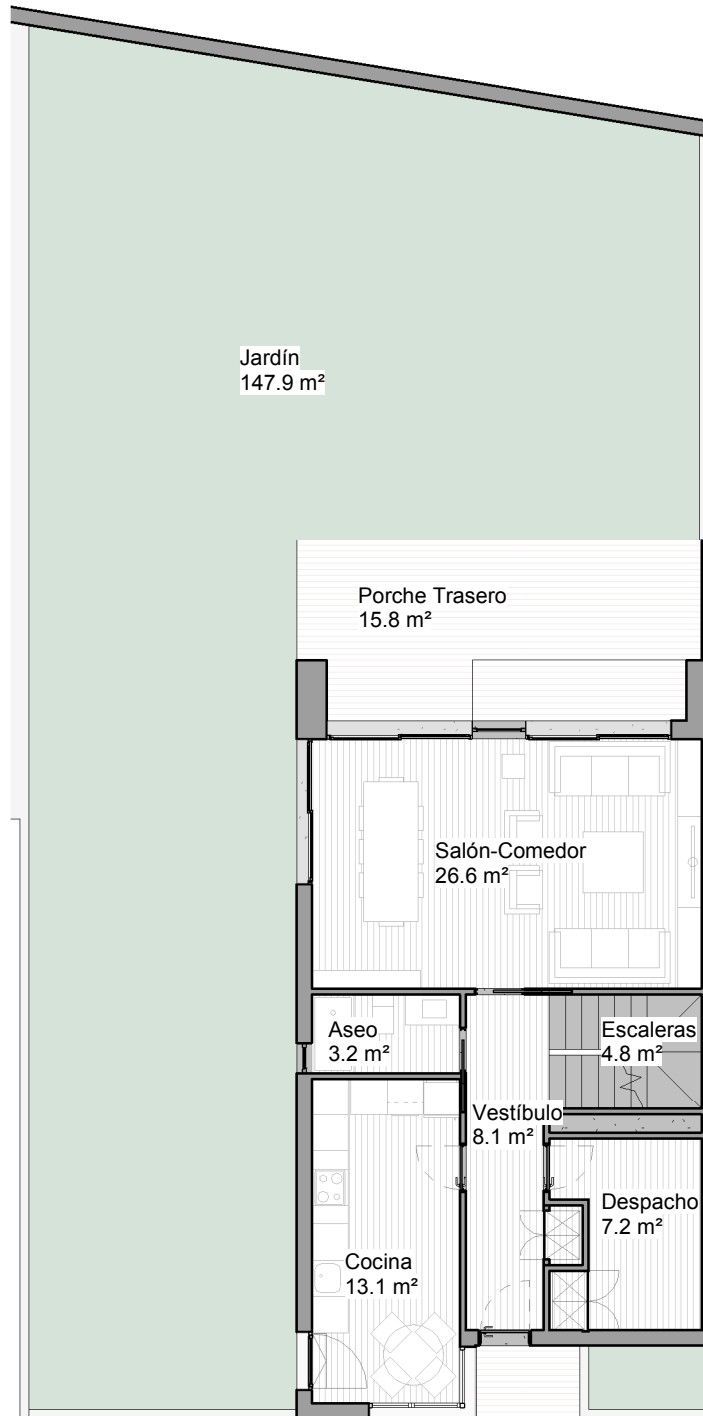 Jardín
147.9 m²
Porche Trasero
15.8 m²
Salón-Comedor
26.6 m²
Aseo
3.2 m²
Escaleras
4.8 m²
Vestíbulo
8.1 m²
Despacho
7.2 m²
Cocina
13.1 m²